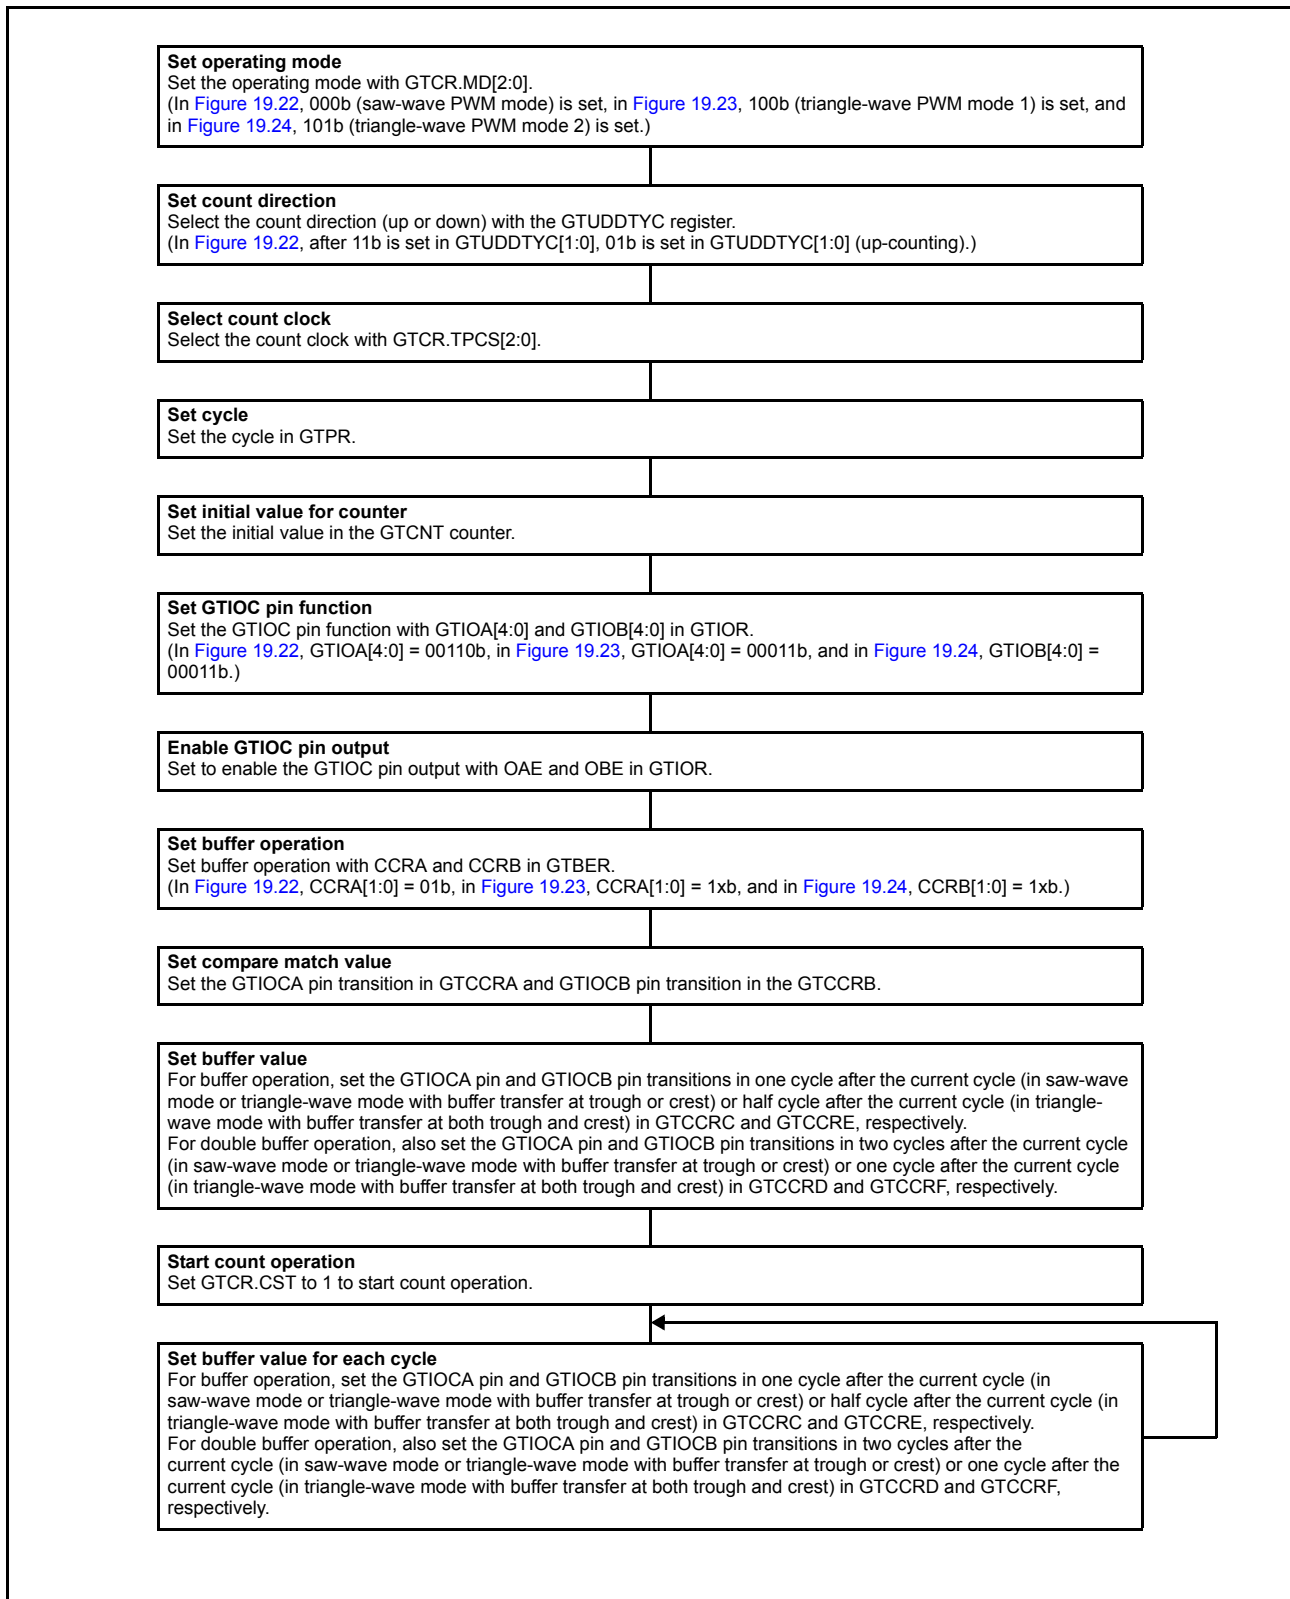 Set operating mode
Set the operating mode with GTCR.MD[2:0].
(In Figure 19.22, 000b (saw-wave PWM mode) is set, in Figure 19.23, 100b (triangle-wave PWM mode 1) is set, and
in Figure 19.24, 101b (triangle-wave PWM mode 2) is set.)
Set count direction
Select the count direction (up or down) with the GTUDDTYC register.
(In Figure 19.22, after 11b is set in GTUDDTYC[1:0], 01b is set in GTUDDTYC[1:0] (up-counting).)
Select count clock
Select the count clock with GTCR.TPCS[2:0].
Set cycle
Set the cycle in GTPR.
Set initial value for counter
Set the initial value in the GTCNT counter.
Set GTIOC pin function
Set the GTIOC pin function with GTIOA[4:0] and GTIOB[4:0] in GTIOR.
(In Figure 19.22, GTIOA[4:0] = 00110b, in Figure 19.23, GTIOA[4:0] = 00011b, and in Figure 19.24, GTIOB[4:0] =
00011b.)
Enable GTIOC pin output
Set to enable the GTIOC pin output with OAE and OBE in GTIOR.
Set buffer operation
Set buffer operation with CCRA and CCRB in GTBER.
(In Figure 19.22, CCRA[1:0] = 01b, in Figure 19.23, CCRA[1:0] = 1xb, and in Figure 19.24, CCRB[1:0] = 1xb.)
Set compare match value
Set the GTIOCA pin transition in GTCCRA and GTIOCB pin transition in the GTCCRB.
Set buffer value
For buffer operation, set the GTIOCA pin and GTIOCB pin transitions in one cycle after the current cycle (in saw-wave
mode or triangle-wave mode with buffer transfer at trough or crest) or half cycle after the current cycle (in triangle-
wave mode with buffer transfer at both trough and crest) in GTCCRC and GTCCRE, respectively.
For double buffer operation, also set the GTIOCA pin and GTIOCB pin transitions in two cycles after the current cycle
(in saw-wave mode or triangle-wave mode with buffer transfer at trough or crest) or one cycle after the current cycle
(in triangle-wave mode with buffer transfer at both trough and crest) in GTCCRD and GTCCRF, respectively.
Start count operation
Set GTCR.CST to 1 to start count operation.
Set buffer value for each cycle
For buffer operation, set the GTIOCA pin and GTIOCB pin transitions in one cycle after the current cycle (in
saw-wave mode or triangle-wave mode with buffer transfer at trough or crest) or half cycle after the current cycle (in
triangle-wave mode with buffer transfer at both trough and crest) in GTCCRC and GTCCRE, respectively.
For double buffer operation, also set the GTIOCA pin and GTIOCB pin transitions in two cycles after the
current cycle (in saw-wave mode or triangle-wave mode with buffer transfer at trough or crest) or one cycle after the
current cycle (in triangle-wave mode with buffer transfer at both trough and crest) in GTCCRD and GTCCRF,
respectively.